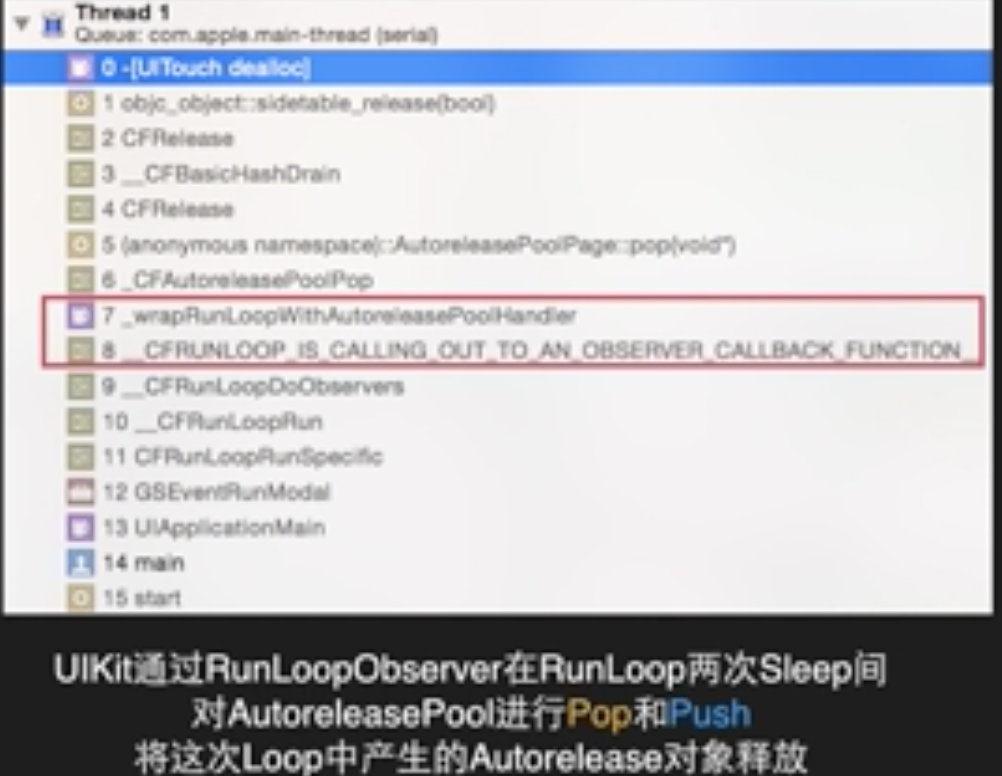 Thread 1
Queue: com.apple.main-thread (serial)
0 -[UITouch dealloc]
1 objc_object::sidetable_release(bool)
2 CFRelease
3 __CFBasicHashDrain
4 CFRelease
5 (anonymous namespace)::AutoreleasePoolPage::pop(void*)
6 _CFAutoreleasePoolPop
7 _wrapRunLoopWithAutoreleasePoolHandler
8 __CFRUNLOOP_IS_CALLING_OUT_TO_AN_OBSERVER_CALLBACK_FUNCTION__
9 __CFRunLoopDoObservers
10 __CFRunLoopRun
11 CFRunLoopRunSpecific
12 GSEventRunModal
13 UIApplicationMain
14 main
15 start
UIKit通过RunLoopObserver在RunLoop两次Sleep间
对AutoreleasePool进行Pop和Push
将这次Loop中产生的Autorelease对象释放